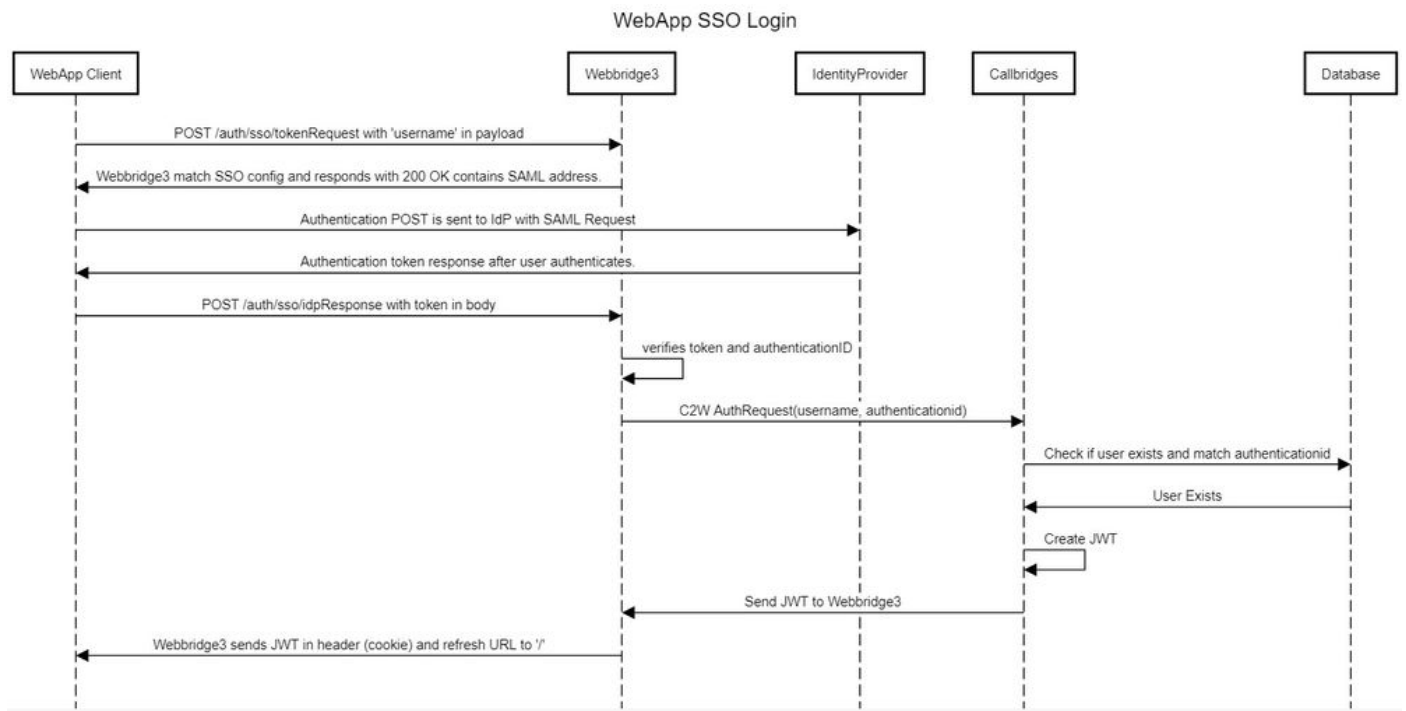 WebApp SSO Login
WebApp Client
Webbridge3
IdentityProvider
Callbridges
Database
POST /auth/sso/tokenRequest with 'username' in payload
Webbridge3 match SSO config and responds with 200 OK contains SAML address.
Authentication POST is sent to IdP with SAML Request
Authentication token response after user authenticates.
POST /auth/sso/idpResponse with token in body
verifies token and authenticationID
C2W AuthRequest(username, authenticationid)
Check if user exists and match authenticationid
User Exists
Create JWT
Send JWT to Webbridge3
Webbridge3 sends JWT in header (cookie) and refresh URL to '/'